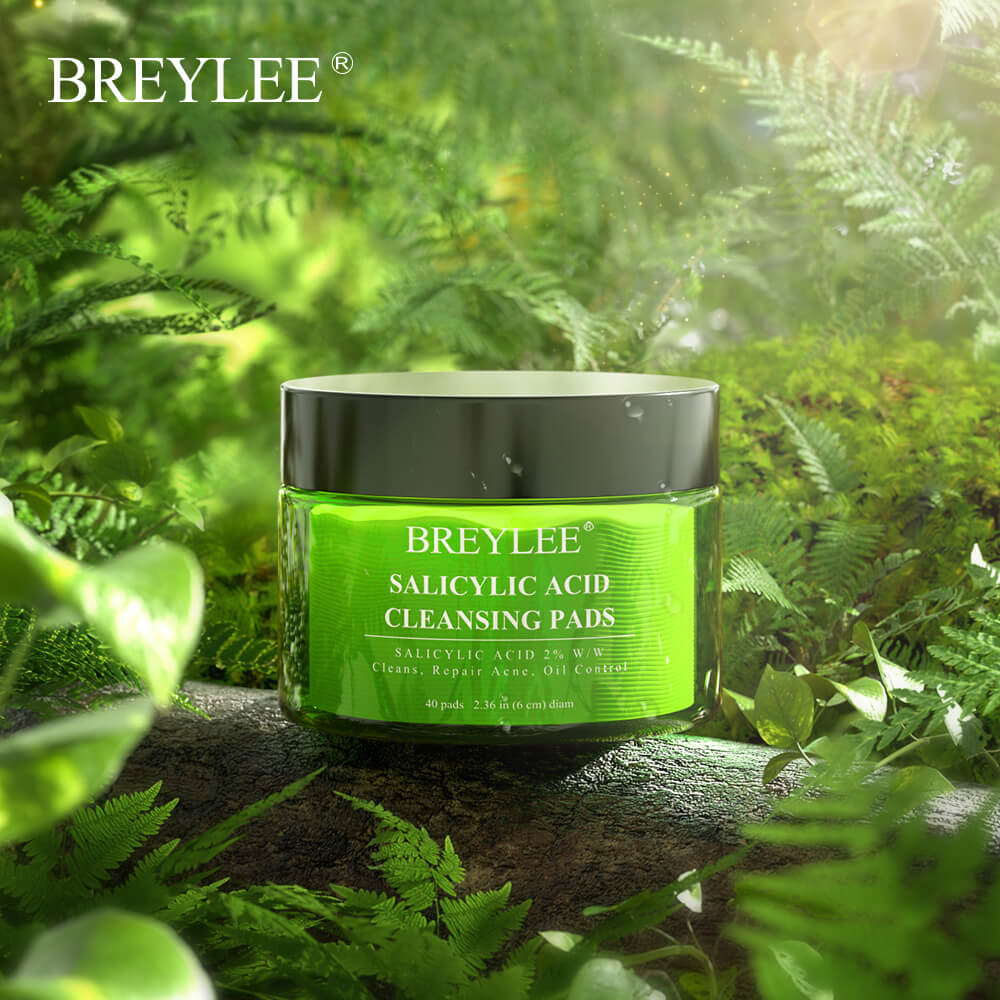 BREYLEE®
BREYLEE®
SALICYLIC ACID
CLEANSING PADS
SALICYLIC ACID 2% W/W
Cleans, Repair Acne, Oil Control
40 pads 2.36 in (6 cm) diam